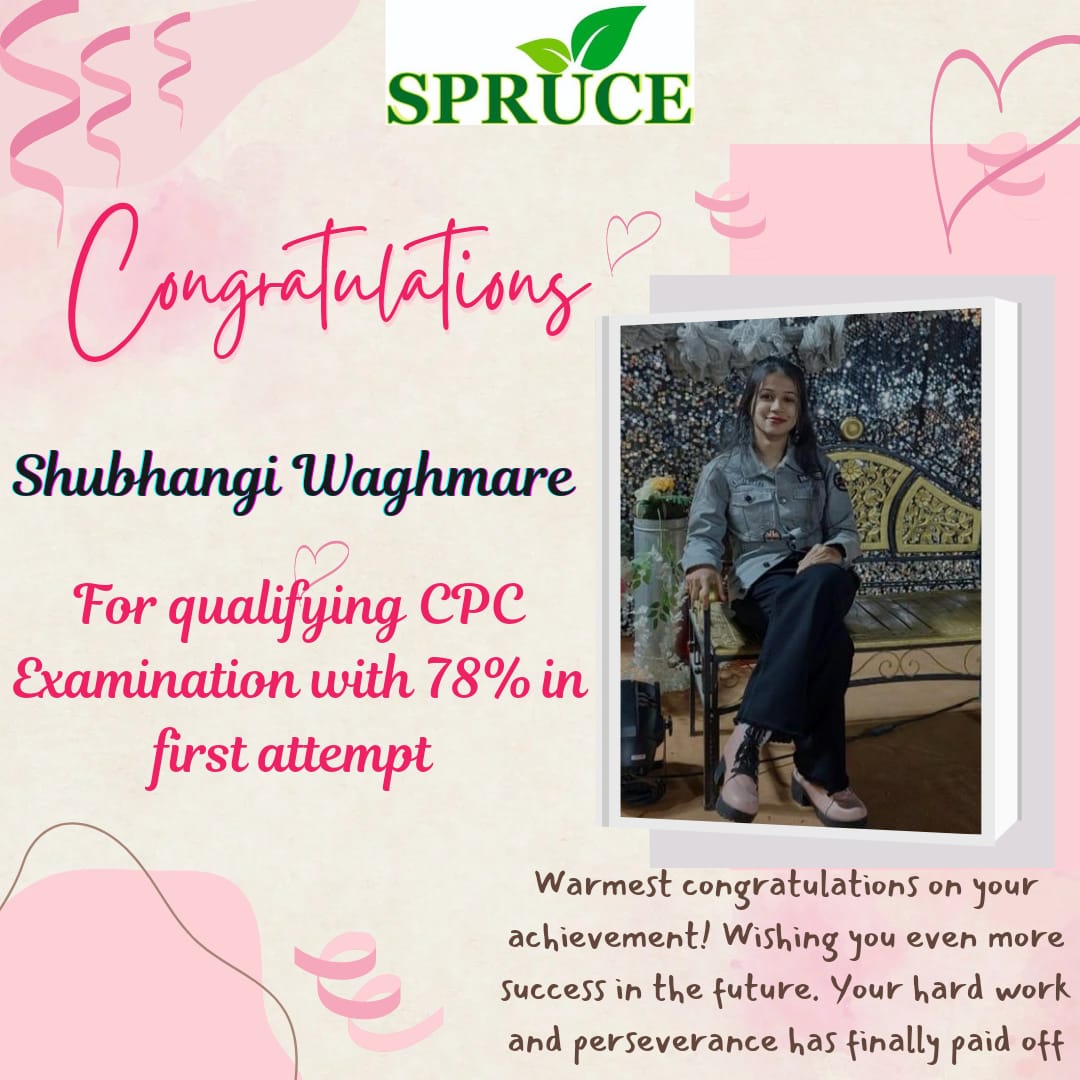 SPRUCE
Congratulations
Shubhangi Waghmare
For qualifying CPC
Examination with 78% in
first attempt
Warmest congratulations on your
achievement! Wishing you even more
success in the future. Your hard work
and perseverance has finally paid off